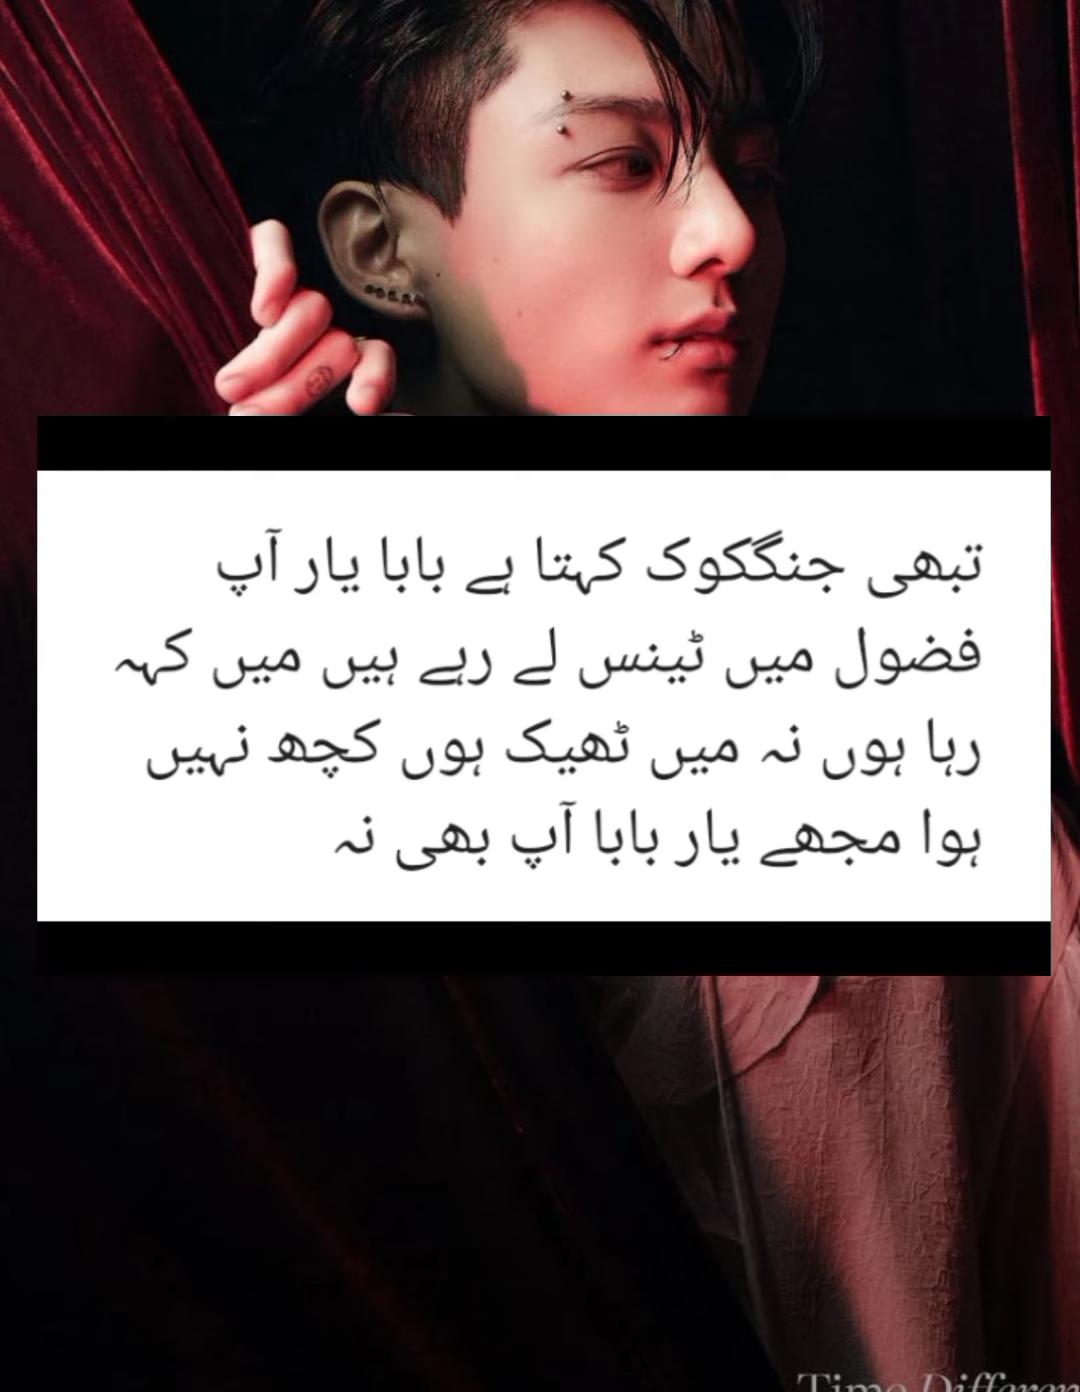 تبھی جنگکوک کہتا ہے بابا یار آپ
فضول میں ٹینس لے رہے ہیں میں کہہ
رہا ہوں نہ میں ٹھیک ہوں کچھ نہیں
ہوا مجھے یار بابا آپ بھی نہ
Time